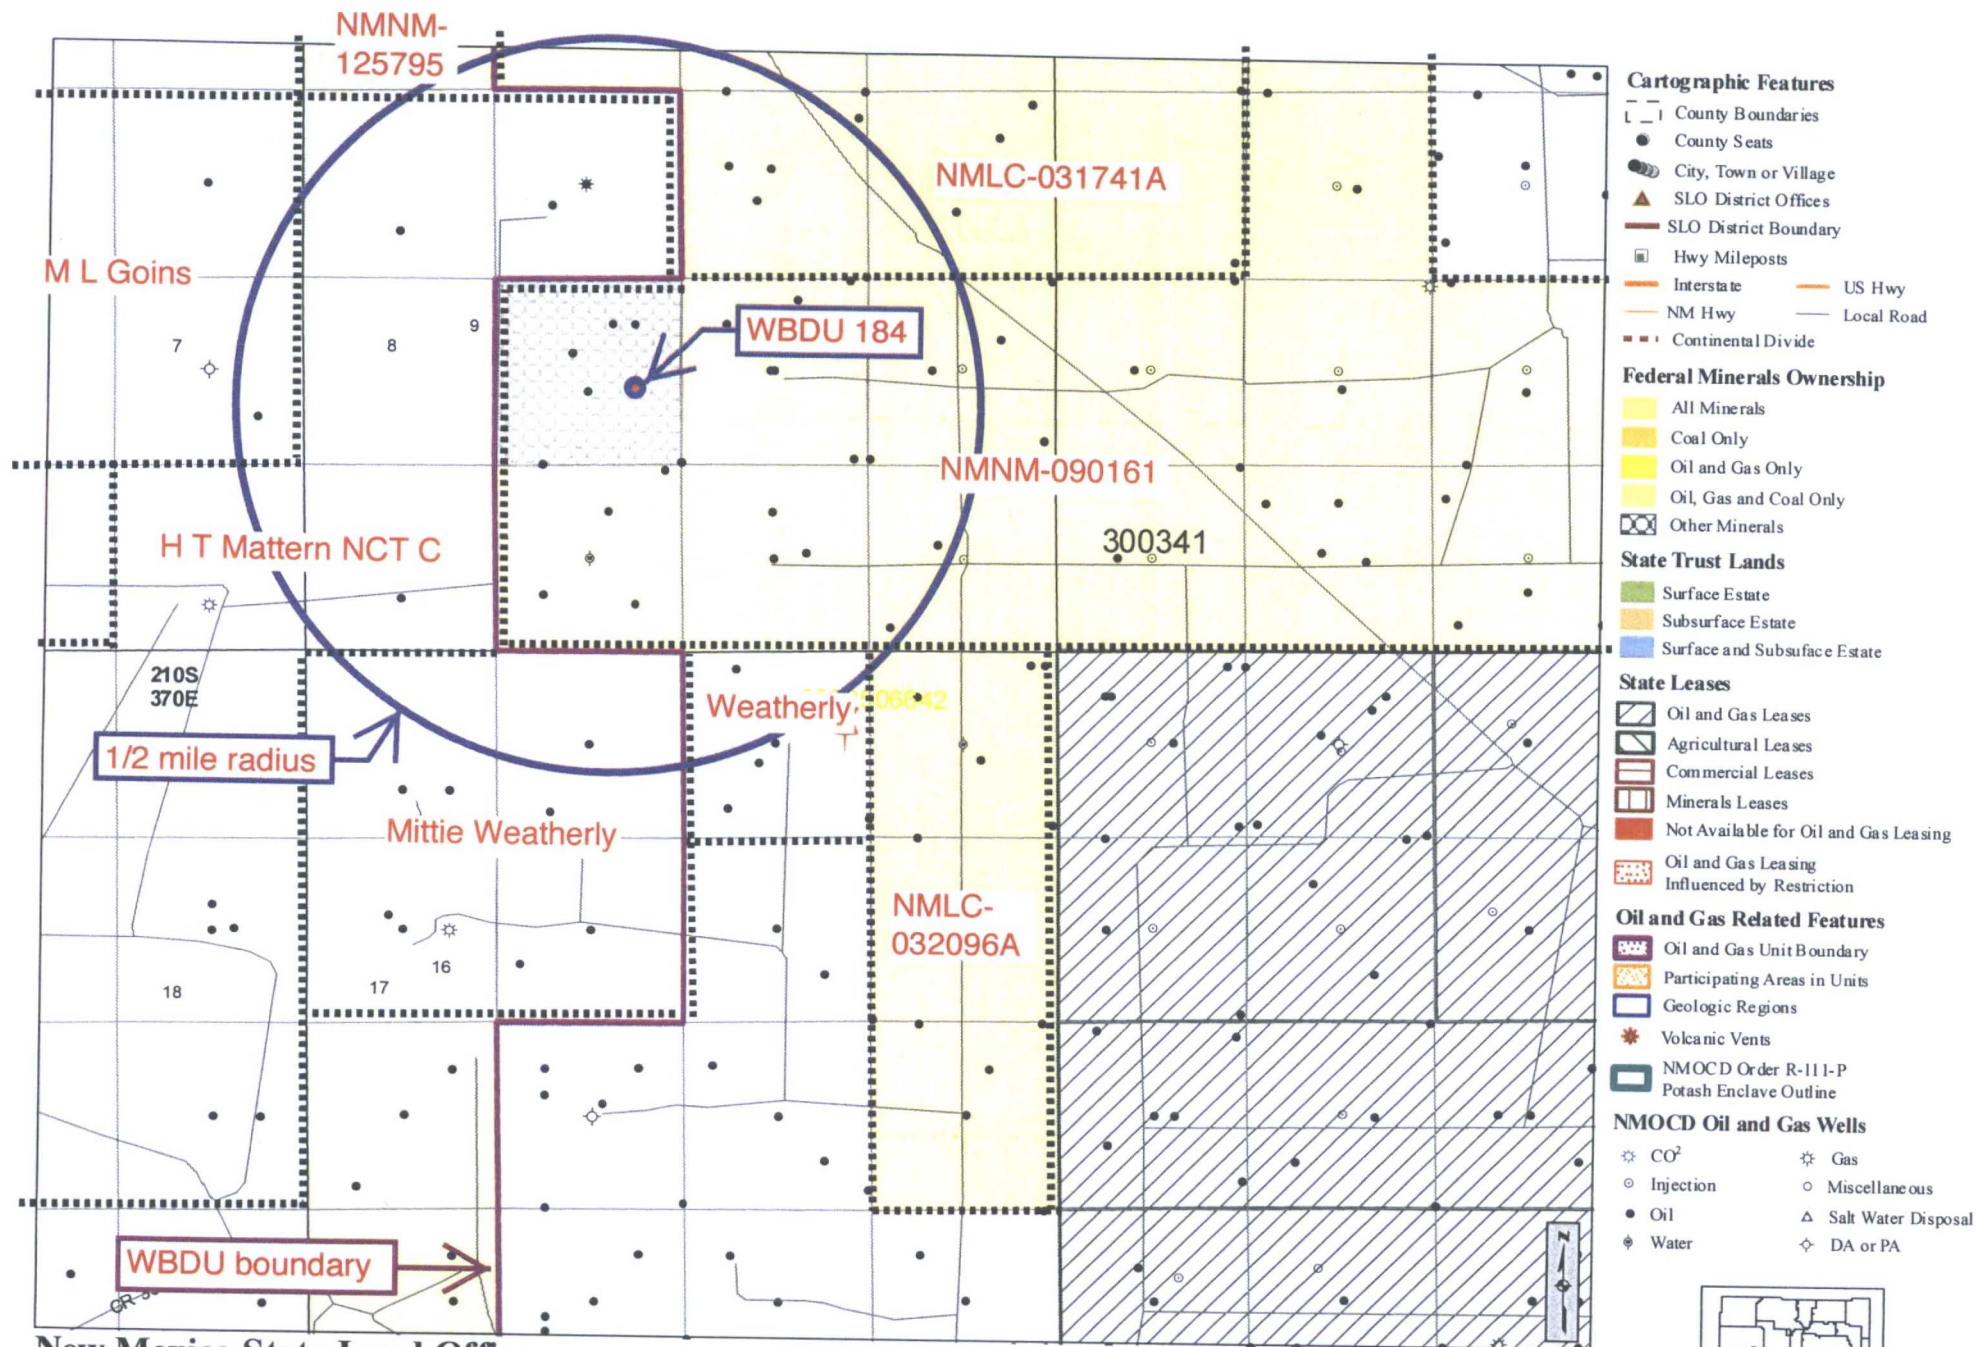 NMNM-
125795
NMLC-031741A
M L Goins
WBDU 184
7
8
9
NMNM-090161
300341
H T Mattern NCT C
210S
370E
Weatherly
1/2 mile radius
Mittie Weatherly
NMLC-
032096A
16
17
18
WBDU boundary
Cartographic Features
County Boundaries
County Seats
City, Town or Village
SLO District Offices
SLO District Boundary
Hwy Mileposts
Interstate
US Hwy
NM Hwy
Local Road
Continental Divide
Federal Minerals Ownership
All Minerals
Coal Only
Oil and Gas Only
Oil, Gas and Coal Only
Other Minerals
State Trust Lands
Surface Estate
Subsurface Estate
Surface and Subsuface Estate
State Leases
Oil and Gas Leases
Agricultural Leases
Commercial Leases
Minerals Leases
Not Available for Oil and Gas Leasing
Oil and Gas Leasing
Influenced by Restriction
Oil and Gas Related Features
Oil and Gas Unit Boundary
Participating Areas in Units
Geologic Regions
Volcanic Vents
NMOCD Order R-111-P
Potash Enclave Outline
NMOCD Oil and Gas Wells
CO²
Gas
Injection
Miscellaneous
Oil
Salt Water Disposal
Water
DA or PA
N
CR
New Mexico State Land Offi